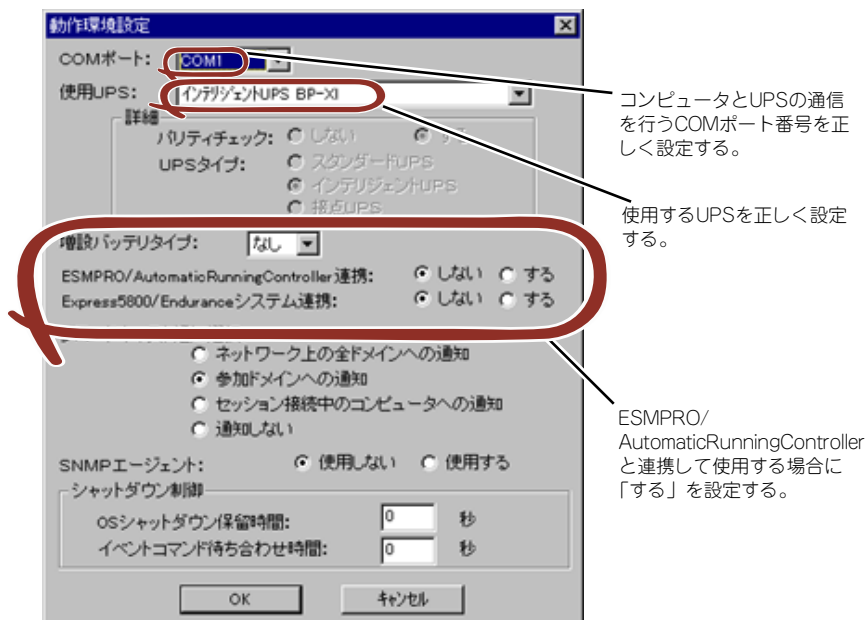 動作環境設定
COMポート: COM1
使用UPS: インテリジェントUPS BP-XI
詳細
パリティチェック: しない する
UPSタイプ: スタンダードUPS
インテリジェントUPS
接点UPS
増設バッテリタイプ: なし
ESMPRO/AutomaticRunningController連携: しない する
Express5800/Enduranceシステム連携: しない する
ネットワーク上の全ドメインへの通知
参加ドメインへの通知
セッション接続中のコンピュータへの通知
通知しない
SNMPエージェント: 使用しない 使用する
シャットダウン制御
OSシャットダウン保留時間: 0 秒
イベントコマンド待ち合わせ時間: 0 秒
OK キャンセル
コンピュータとUPSの通信
を行うCOMポート番号を正
しく設定する。
使用するUPSを正しく設定
する。
ESMPRO/
AutomaticRunningController
と連携して使用する場合に
「する」を設定する。